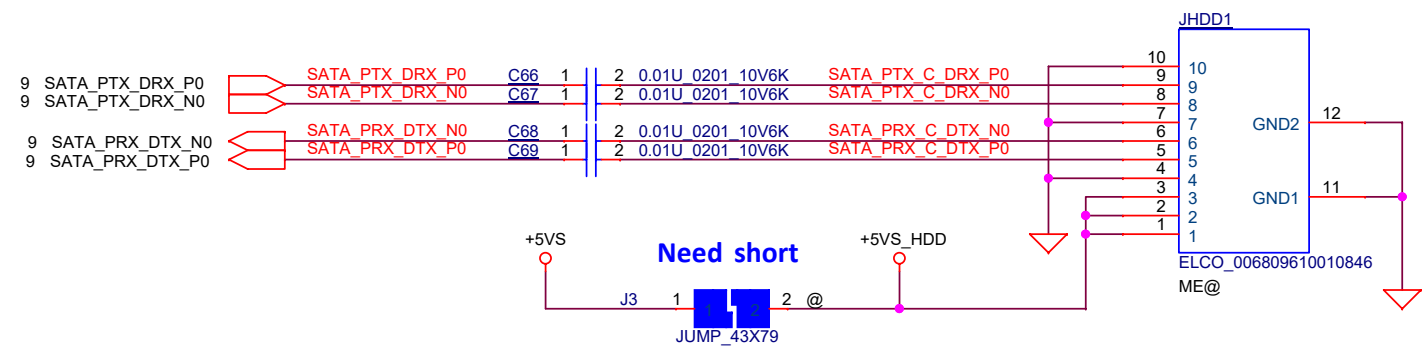 JHDD1
9 SATA_PTX_DRX_P0 SATA_PTX_DRX_P0 C66 1 2 0.01U_0201_10V6K SATA_PTX_C_DRX_P0
9 SATA_PTX_DRX_N0 SATA_PTX_DRX_N0 C67 1 2 0.01U_0201_10V6K SATA_PTX_C_DRX_N0
9 SATA_PRX_DTX_N0 SATA_PRX_DTX_N0 C68 1 2 0.01U_0201_10V6K SATA_PRX_C_DTX_N0
9 SATA_PRX_DTX_P0 SATA_PRX_DTX_P0 C69 1 2 0.01U_0201_10V6K SATA_PRX_C_DTX_P0
10 10
9 9
8 8
7 7
6 6
5 5
4 4
3 3
2 2
1 1
GND2 12
GND1 11
ELCO_006809610010846
ME@
+5VS
Need short
+5VS_HDD
J3 1 1 2 2 @
JUMP_43X79